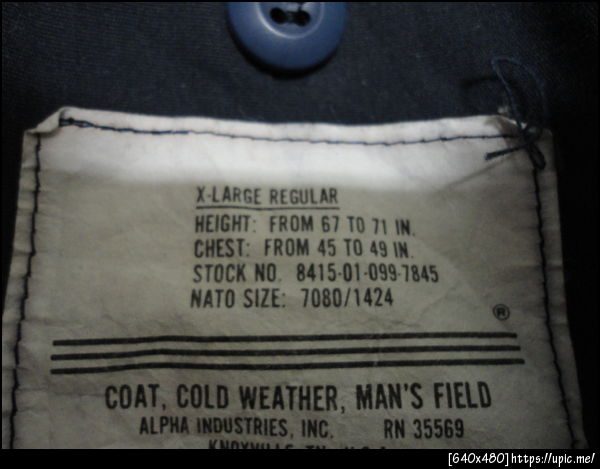 X-LARGE REGULAR
HEIGHT: FROM 67 TO 71 IN.
CHEST: FROM 45 TO 49 IN.
STOCK NO. 8415-01-099-7845
NATO SIZE: 7080/1424
®
COAT, COLD WEATHER, MAN'S FIELD
ALPHA INDUSTRIES, INC. RN 35569
KNOXVILLE, TN., U.S.A.
[640x480]https://upic.me/